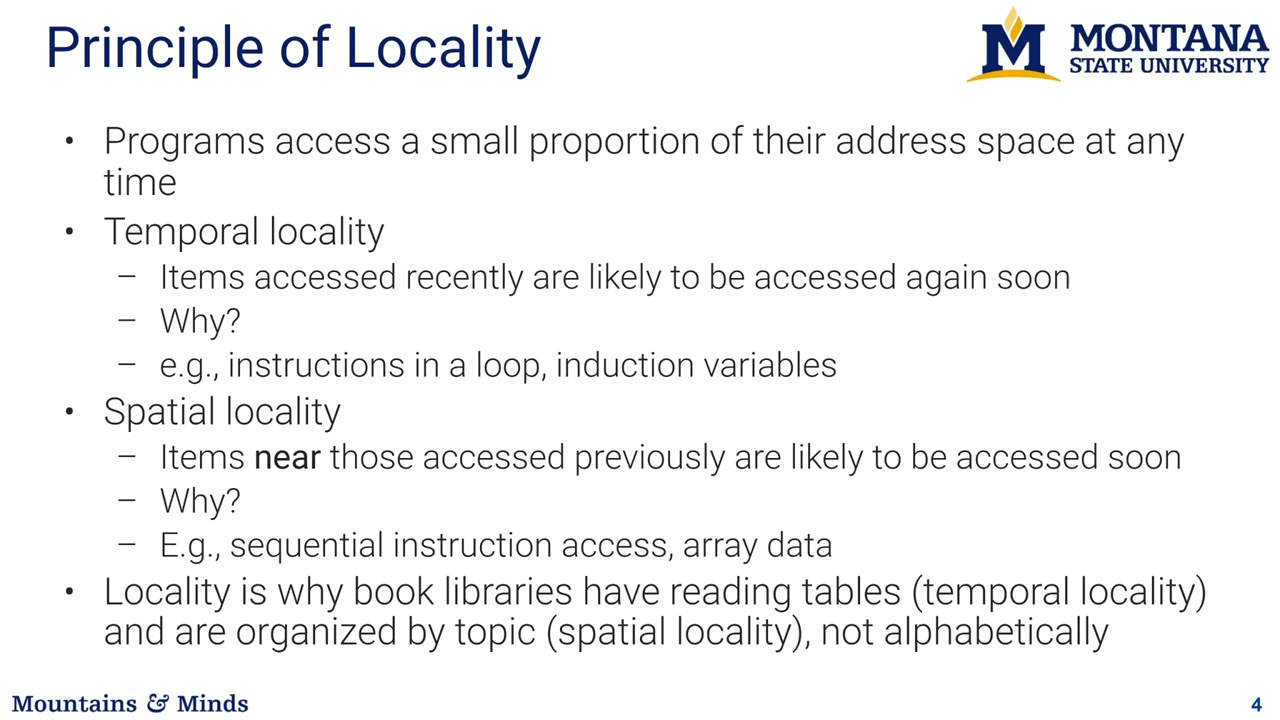 Principle of Locality
M MONTANA
STATE UNIVERSITY
• Programs access a small proportion of their address space at any
time
• Temporal locality
– Items accessed recently are likely to be accessed again soon
– Why?
– e.g., instructions in a loop, induction variables
• Spatial locality
– Items near those accessed previously are likely to be accessed soon
– Why?
– E.g., sequential instruction access, array data
• Locality is why book libraries have reading tables (temporal locality)
and are organized by topic (spatial locality), not alphabetically
Mountains & Minds
4